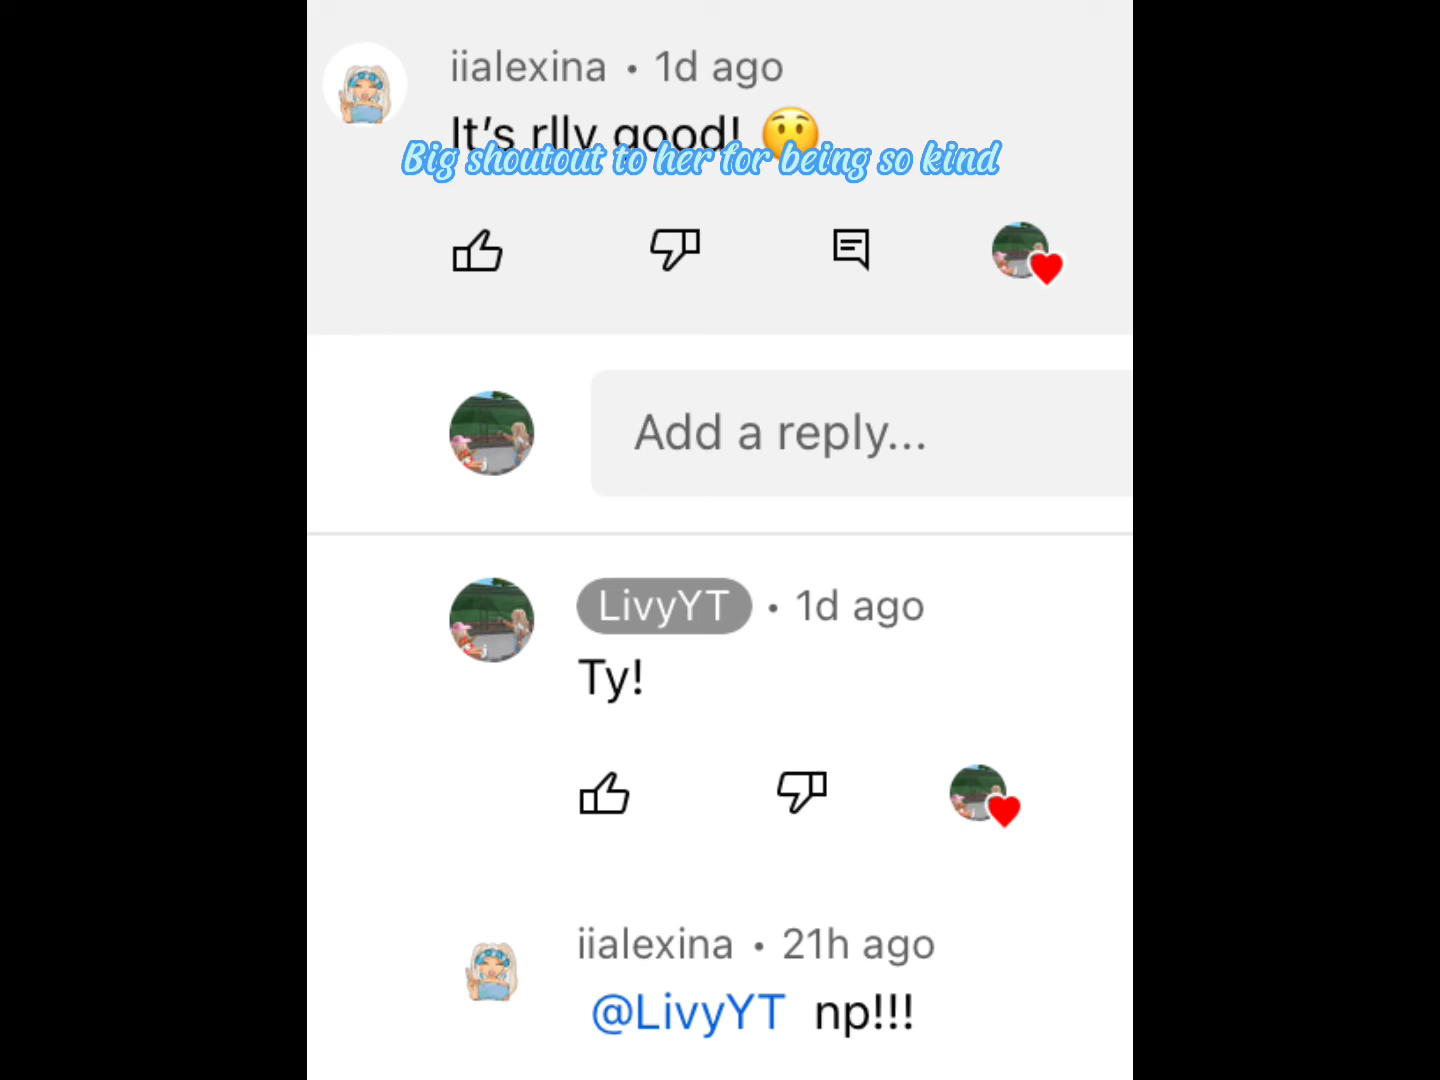 iialexina • 1d ago
It's rlly good! 😲
Big shoutout to her for being so kind
Add a reply...
LivyYT • 1d ago
Ty!
iialexina • 21h ago
@LivyYT np!!!